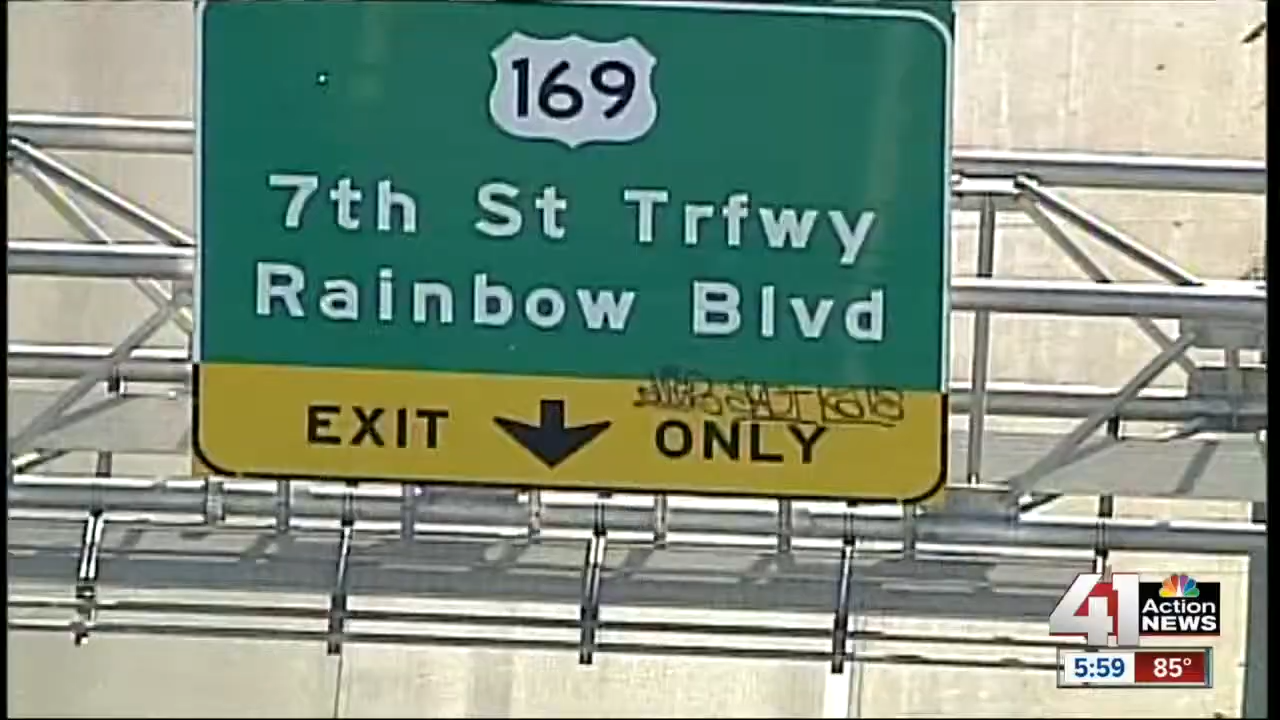 169
7th St Trfwy
Rainbow Blvd
EXIT ONLY
41 Action
NEWS
5:59 85°